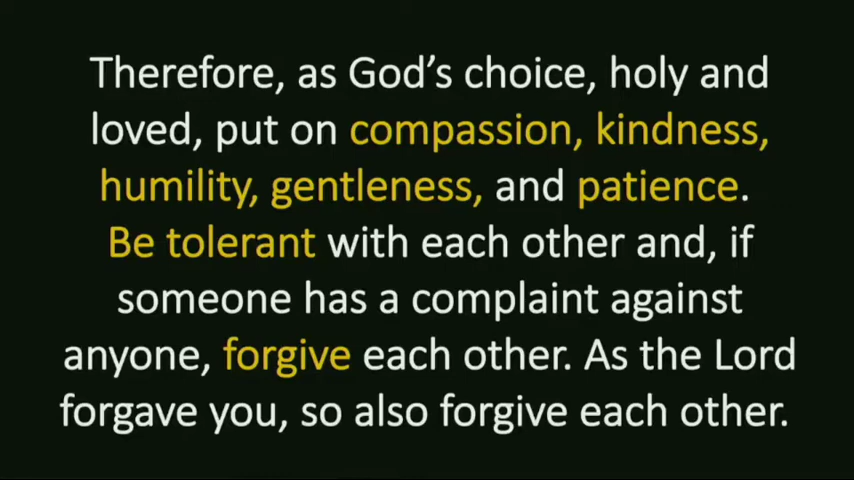 Therefore, as God’s choice, holy and
loved, put on compassion, kindness,
humility, gentleness, and patience.
Be tolerant with each other and, if
someone has a complaint against
anyone, forgive each other. As the Lord
forgave you, so also forgive each other.